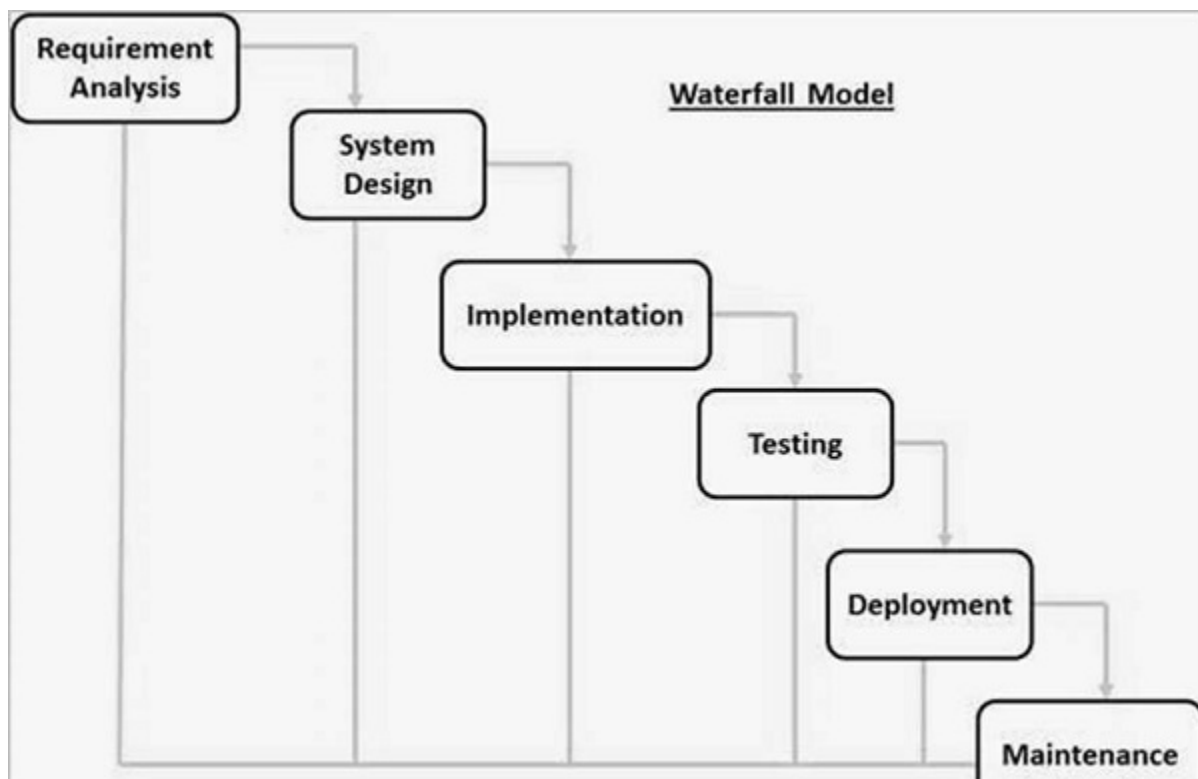 Requirement
Analysis
Waterfall Model
System
Design
Implementation
Testing
Deployment
Maintenance